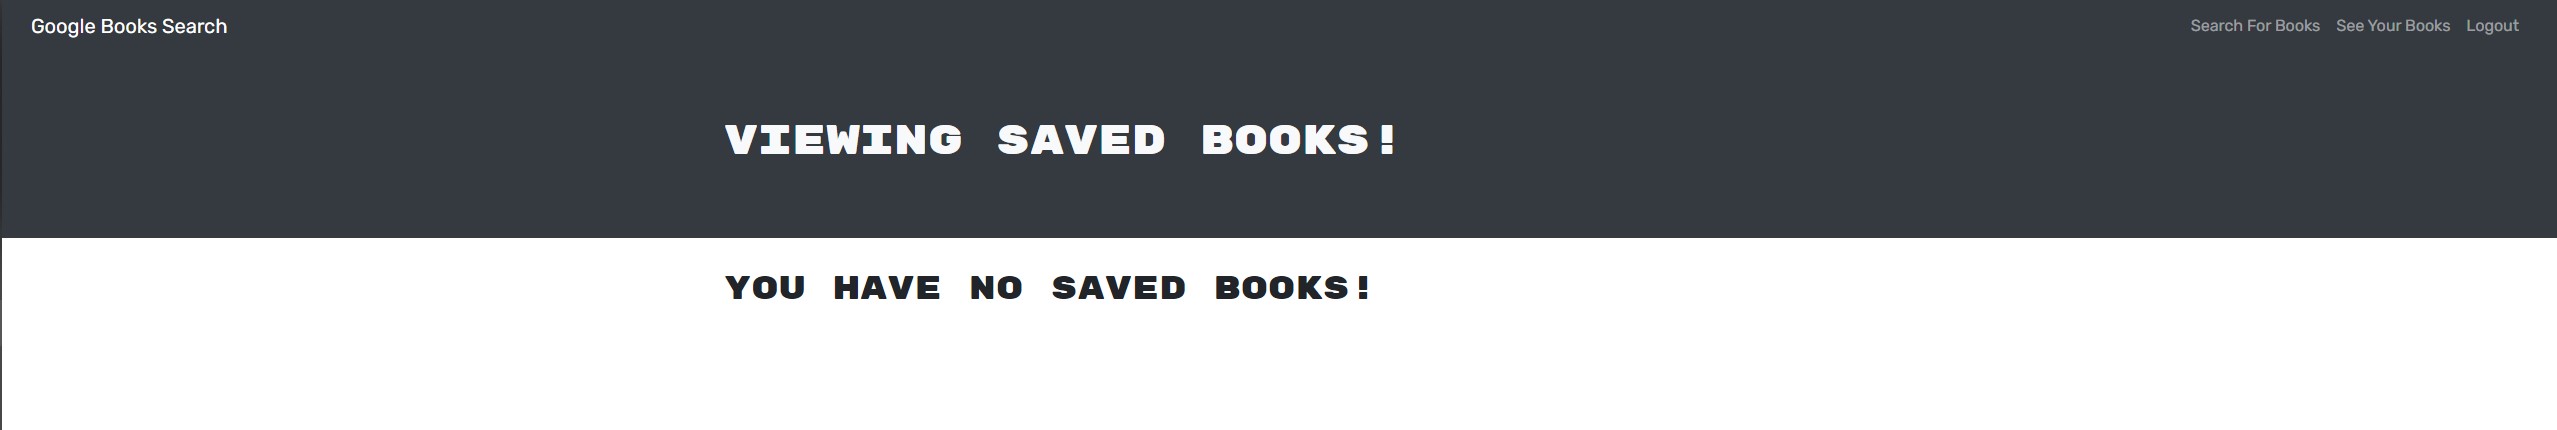 Google Books Search
Search For Books See Your Books Logout
VIEWING SAVED BOOKS!
YOU HAVE NO SAVED BOOKS!